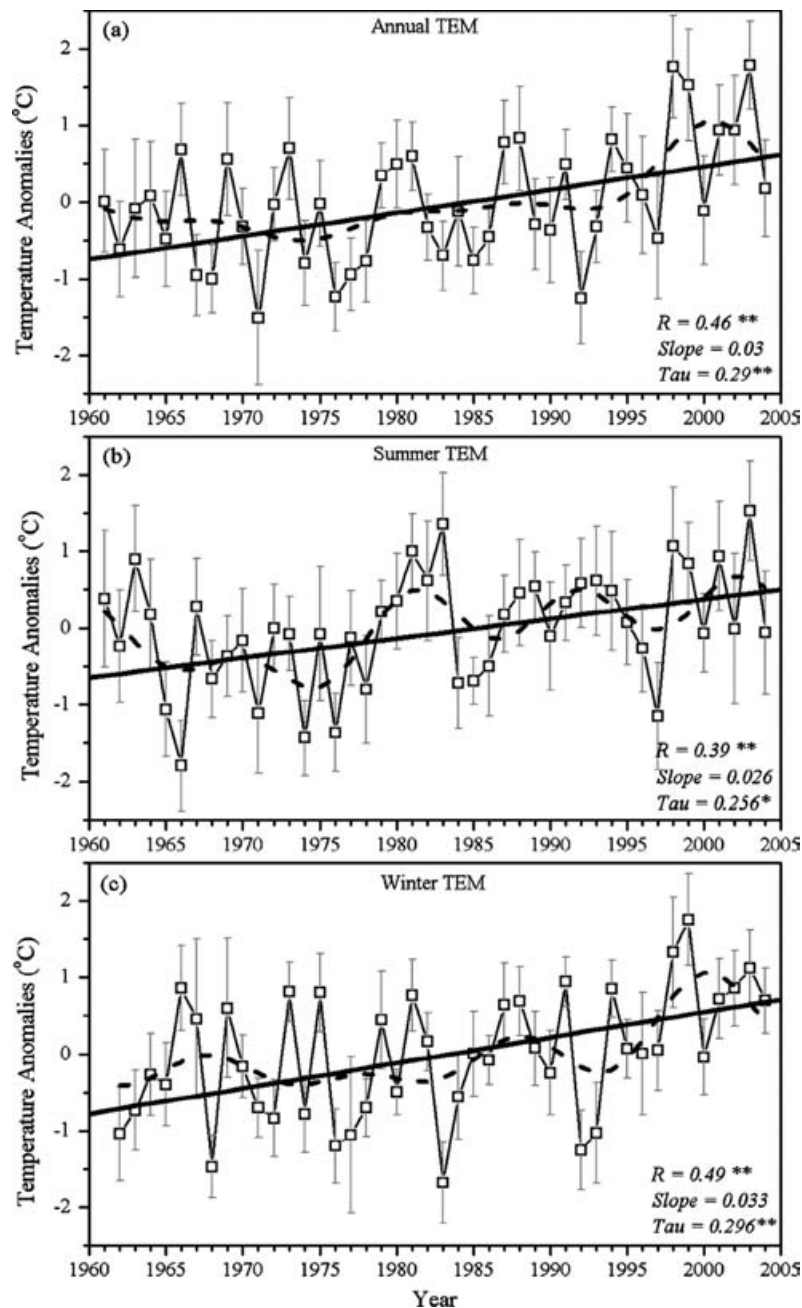 (a) Annual TEM
Temperature Anomalies (°C)
2
1
0
-1
-2
R = 0.46 **
Slope = 0.03
Tau = 0.29**
1960 1965 1970 1975 1980 1985 1990 1995 2000 2005
(b) Summer TEM
Temperature Anomalies (°C)
2
1
0
-1
-2
R = 0.39 **
Slope = 0.026
Tau = 0.256*
1960 1965 1970 1975 1980 1985 1990 1995 2000 2005
(c) Winter TEM
Temperature Anomalies (°C)
2
1
0
-1
-2
R = 0.49 **
Slope = 0.033
Tau = 0.296**
1960 1965 1970 1975 1980 1985 1990 1995 2000 2005
Year